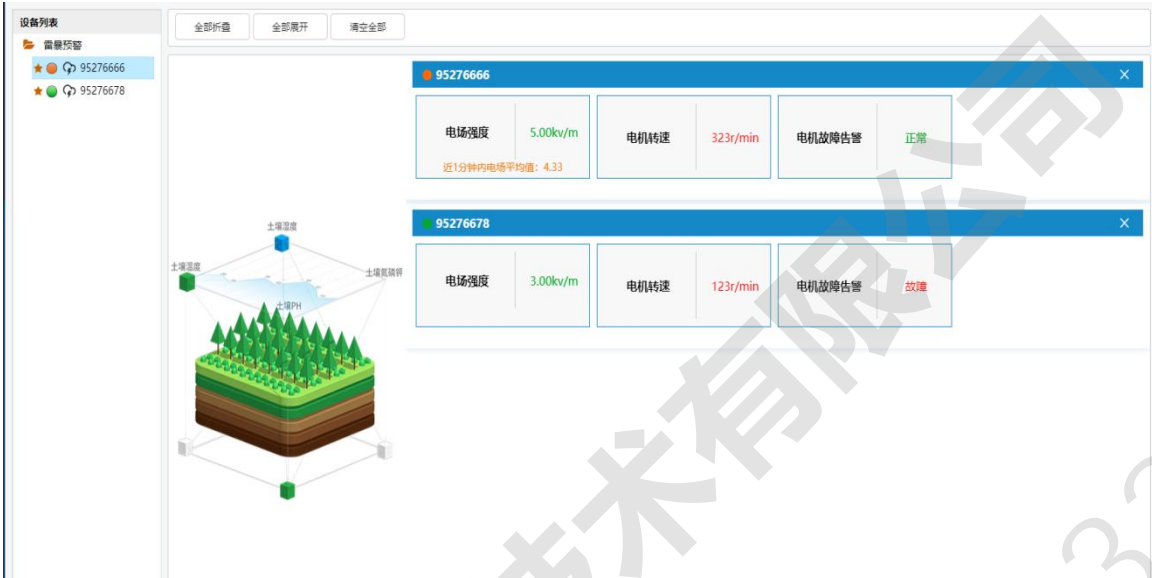 设备列表
雷暴预警
95276666
95276678
全部折叠 全部展开 清空全部
95276666
电场强度 5.00kv/m
近1分钟内电场平均值：4.33
电机转速 323r/min
电机故障告警 正常
95276678
电场强度 3.00kv/m
电机转速 123r/min
电机故障告警 故障
土壤湿度
土壤温度
土壤氮磷钾
土壤PH
技术有限公司